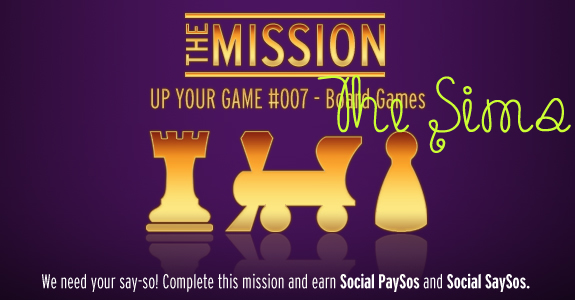 THE MISSION
UP YOUR GAME #007 - Board Games
The Sims
We need your say-so! Complete this mission and earn Social PaySos and Social SaySos.